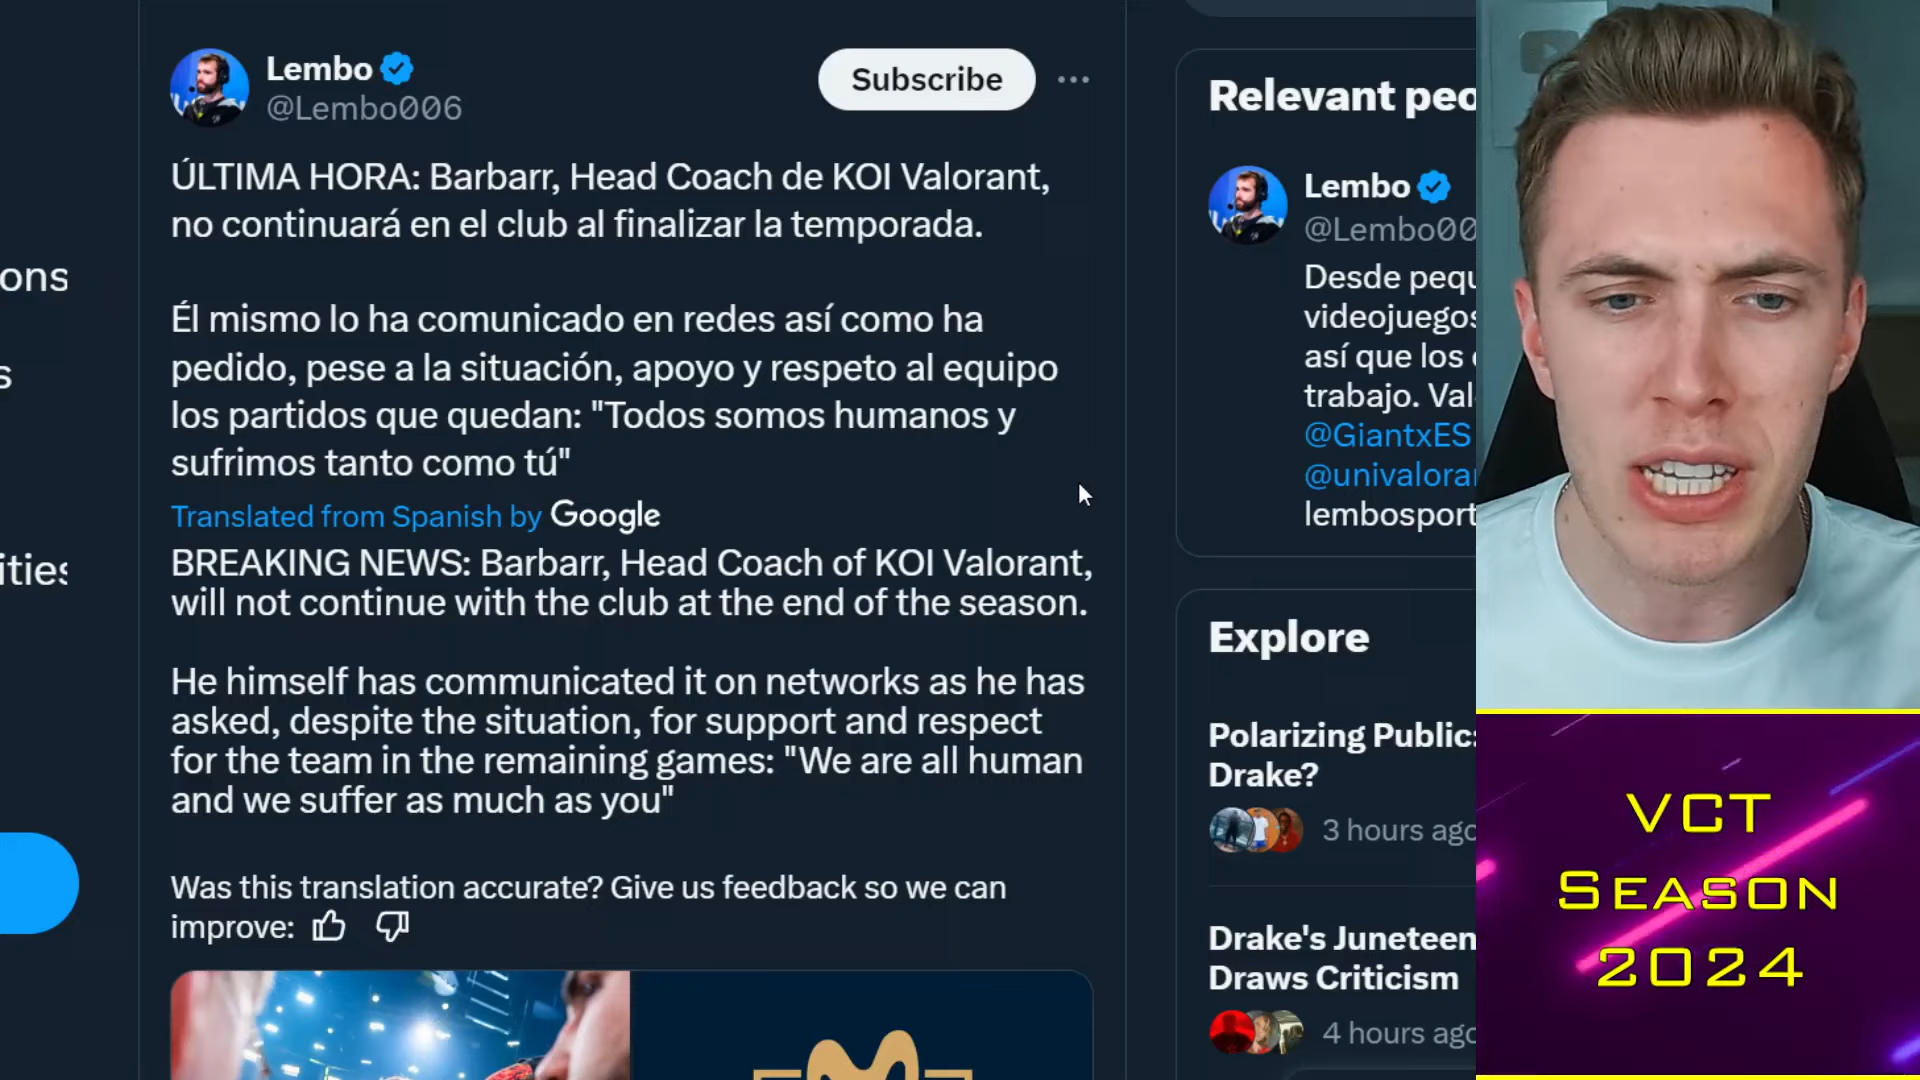 Lembo
@Lembo006
Subscribe
ÚLTIMA HORA: Barbarr, Head Coach de KOI Valorant,
no continuará en el club al finalizar la temporada.
Él mismo lo ha comunicado en redes así como ha
pedido, pese a la situación, apoyo y respeto al equipo
los partidos que quedan: "Todos somos humanos y
sufrimos tanto como tú"
Translated from Spanish by Google
BREAKING NEWS: Barbarr, Head Coach of KOI Valorant,
will not continue with the club at the end of the season.
He himself has communicated it on networks as he has
asked, despite the situation, for support and respect
for the team in the remaining games: "We are all human
and we suffer as much as you"
Was this translation accurate? Give us feedback so we can
improve:
ons
s
ities
Relevant peo
Lembo
@Lembo00
Desde pequ
videojuegos
así que los
trabajo. Val
@GiantxES
@univalora
lembosport
Explore
Polarizing Public:
Drake?
3 hours ago
Drake's Juneteen
Draws Criticism
4 hours ago
VCT
SEASON
2024